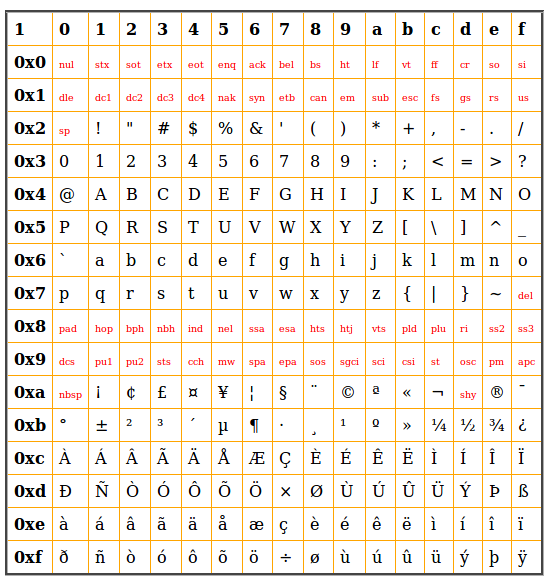 1 0 1 2 3 4 5 6 7 8 9 a b c d e f
0x0 nul stx sot etx eot enq ack bel bs ht lf vt ff cr so si
0x1 dle dc1 dc2 dc3 dc4 nak syn etb can em sub esc fs gs rs us
0x2 sp ! " # $ % & ' ( ) * + , - . /
0x3 0 1 2 3 4 5 6 7 8 9 : ; < = > ?
0x4 @ A B C D E F G H I J K L M N O
0x5 P Q R S T U V W X Y Z [ \ ] ^ _
0x6 ` a b c d e f g h i j k l m n o
0x7 p q r s t u v w x y z { | } ~ del
0x8 pad hop bph nbh ind nel ssa esa hts htj vts pld plu ri ss2 ss3
0x9 dcs pu1 pu2 sts cch mw spa epa sos sgci sci csi st osc pm apc
0xa nbsp ¡ ¢ £ ¤ ¥ ¦ § ¨ © ª « ¬ shy ® ¯
0xb ° ± ² ³ ´ µ ¶ · ¸ ¹ º » ¼ ½ ¾ ¿
0xc À Á Â Ã Ä Å Æ Ç È É Ê Ë Ì Í Î Ï
0xd Ð Ñ Ò Ó Ô Õ Ö × Ø Ù Ú Û Ü Ý Þ ß
0xe à á â ã ä å æ ç è é ê ë ì í î ï
0xf ð ñ ò ó ô õ ö ÷ ø ù ú û ü ý þ ÿ